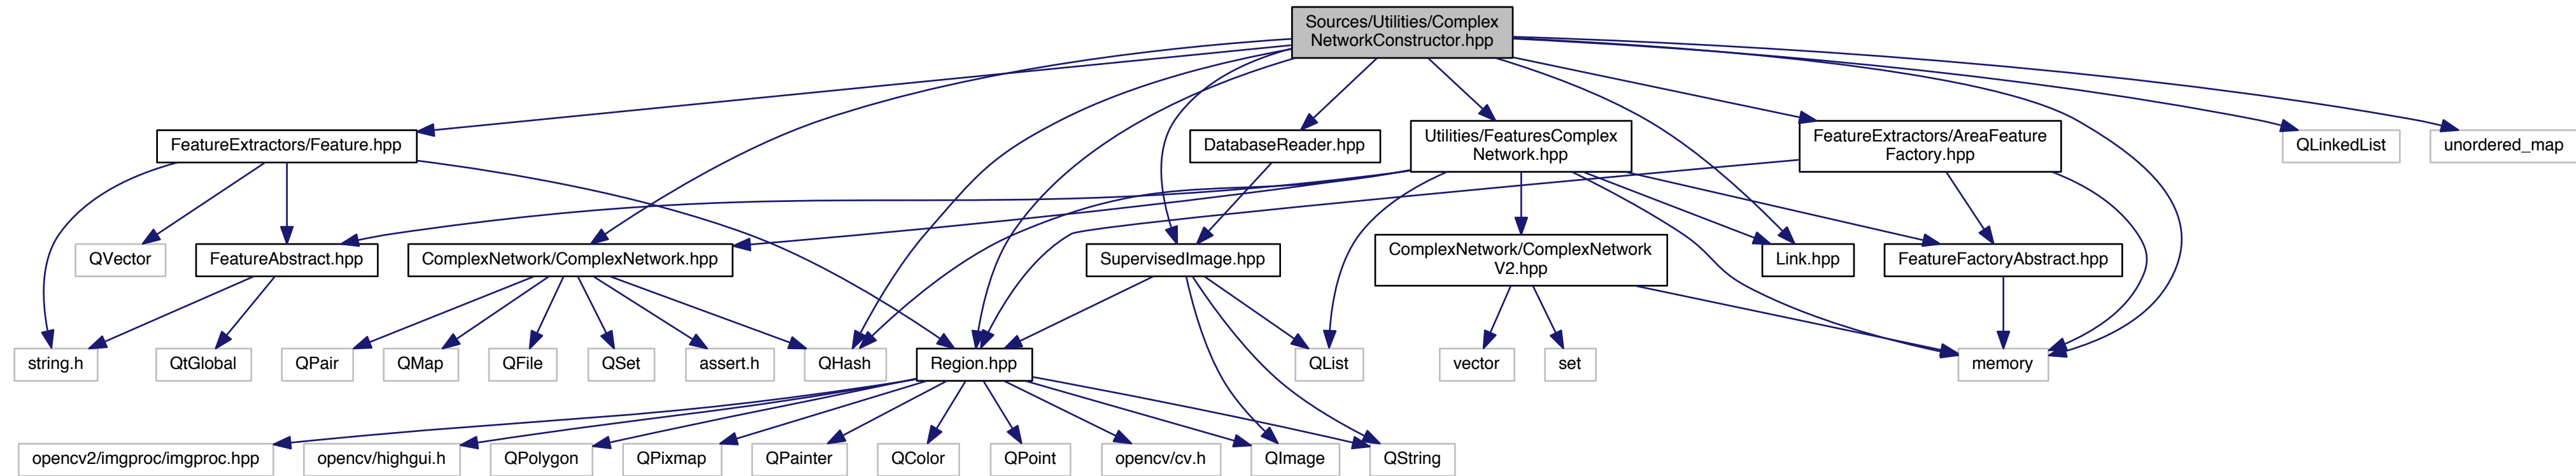 Sources/Utilities/Complex
NetworkConstructor.hpp
FeatureExtractors/Feature.hpp
DatabaseReader.hpp
Utilities/FeaturesComplex
Network.hpp
FeatureExtractors/AreaFeature
Factory.hpp
QLinkedList
unordered_map
QVector
FeatureAbstract.hpp
ComplexNetwork/ComplexNetwork.hpp
SupervisedImage.hpp
ComplexNetwork/ComplexNetwork
V2.hpp
Link.hpp
FeatureFactoryAbstract.hpp
string.h
QtGlobal
QPair
QMap
QFile
QSet
assert.h
QHash
Region.hpp
QList
vector
set
memory
opencv2/imgproc/imgproc.hpp
opencv/highgui.h
QPolygon
QPixmap
QPainter
QColor
QPoint
opencv/cv.h
QImage
QString